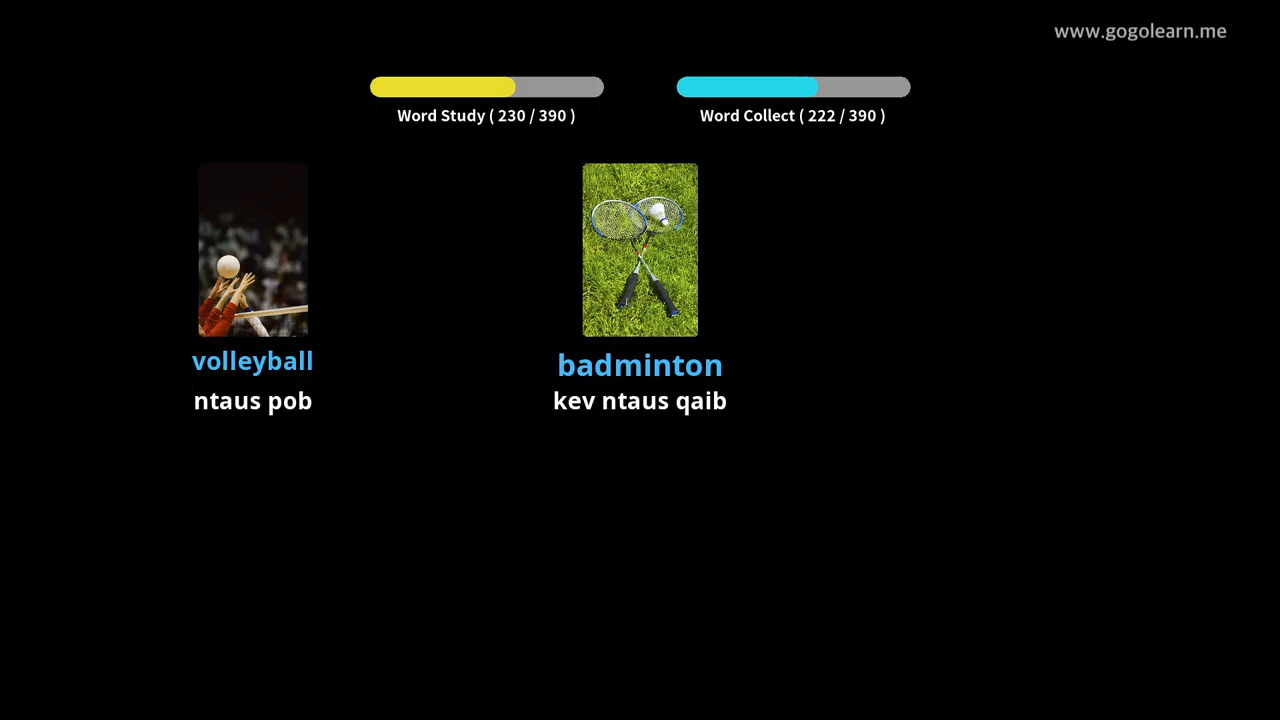 www.gogolearn.me
Word Study ( 230 / 390 )
Word Collect ( 222 / 390 )
volleyball
ntaus pob
badminton
kev ntaus qaib